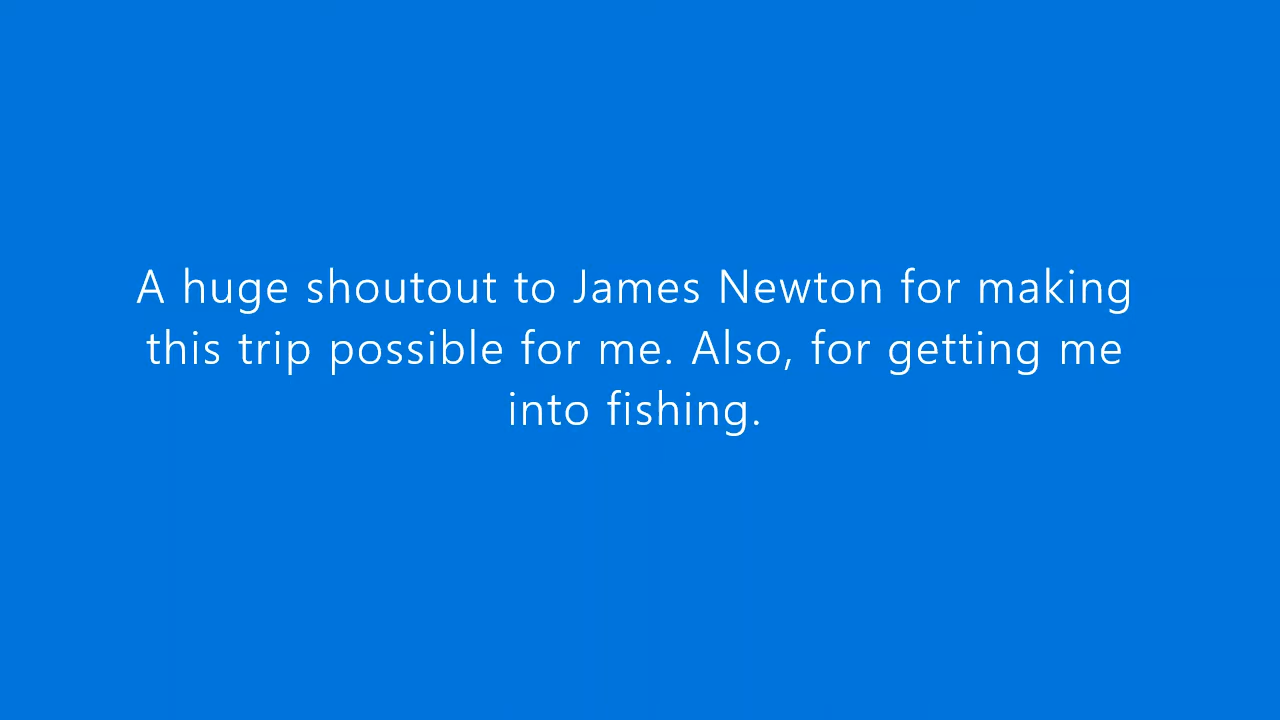 A huge shoutout to James Newton for making
this trip possible for me. Also, for getting me
into fishing.